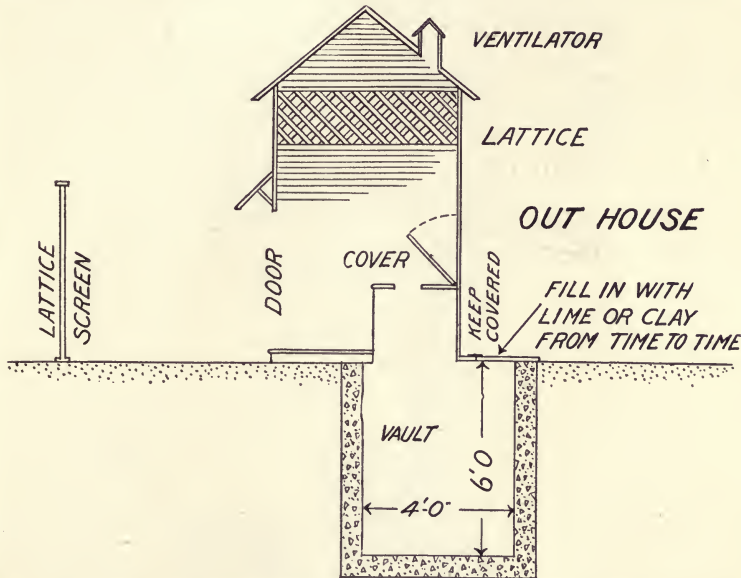 VENTILATOR
LATTICE
OUT HOUSE
LATTICE
SCREEN
DOOR
COVER
KEEP
COVERED
FILL IN WITH
LIME OR CLAY
FROM TIME TO TIME
VAULT
6'0
4'-0"